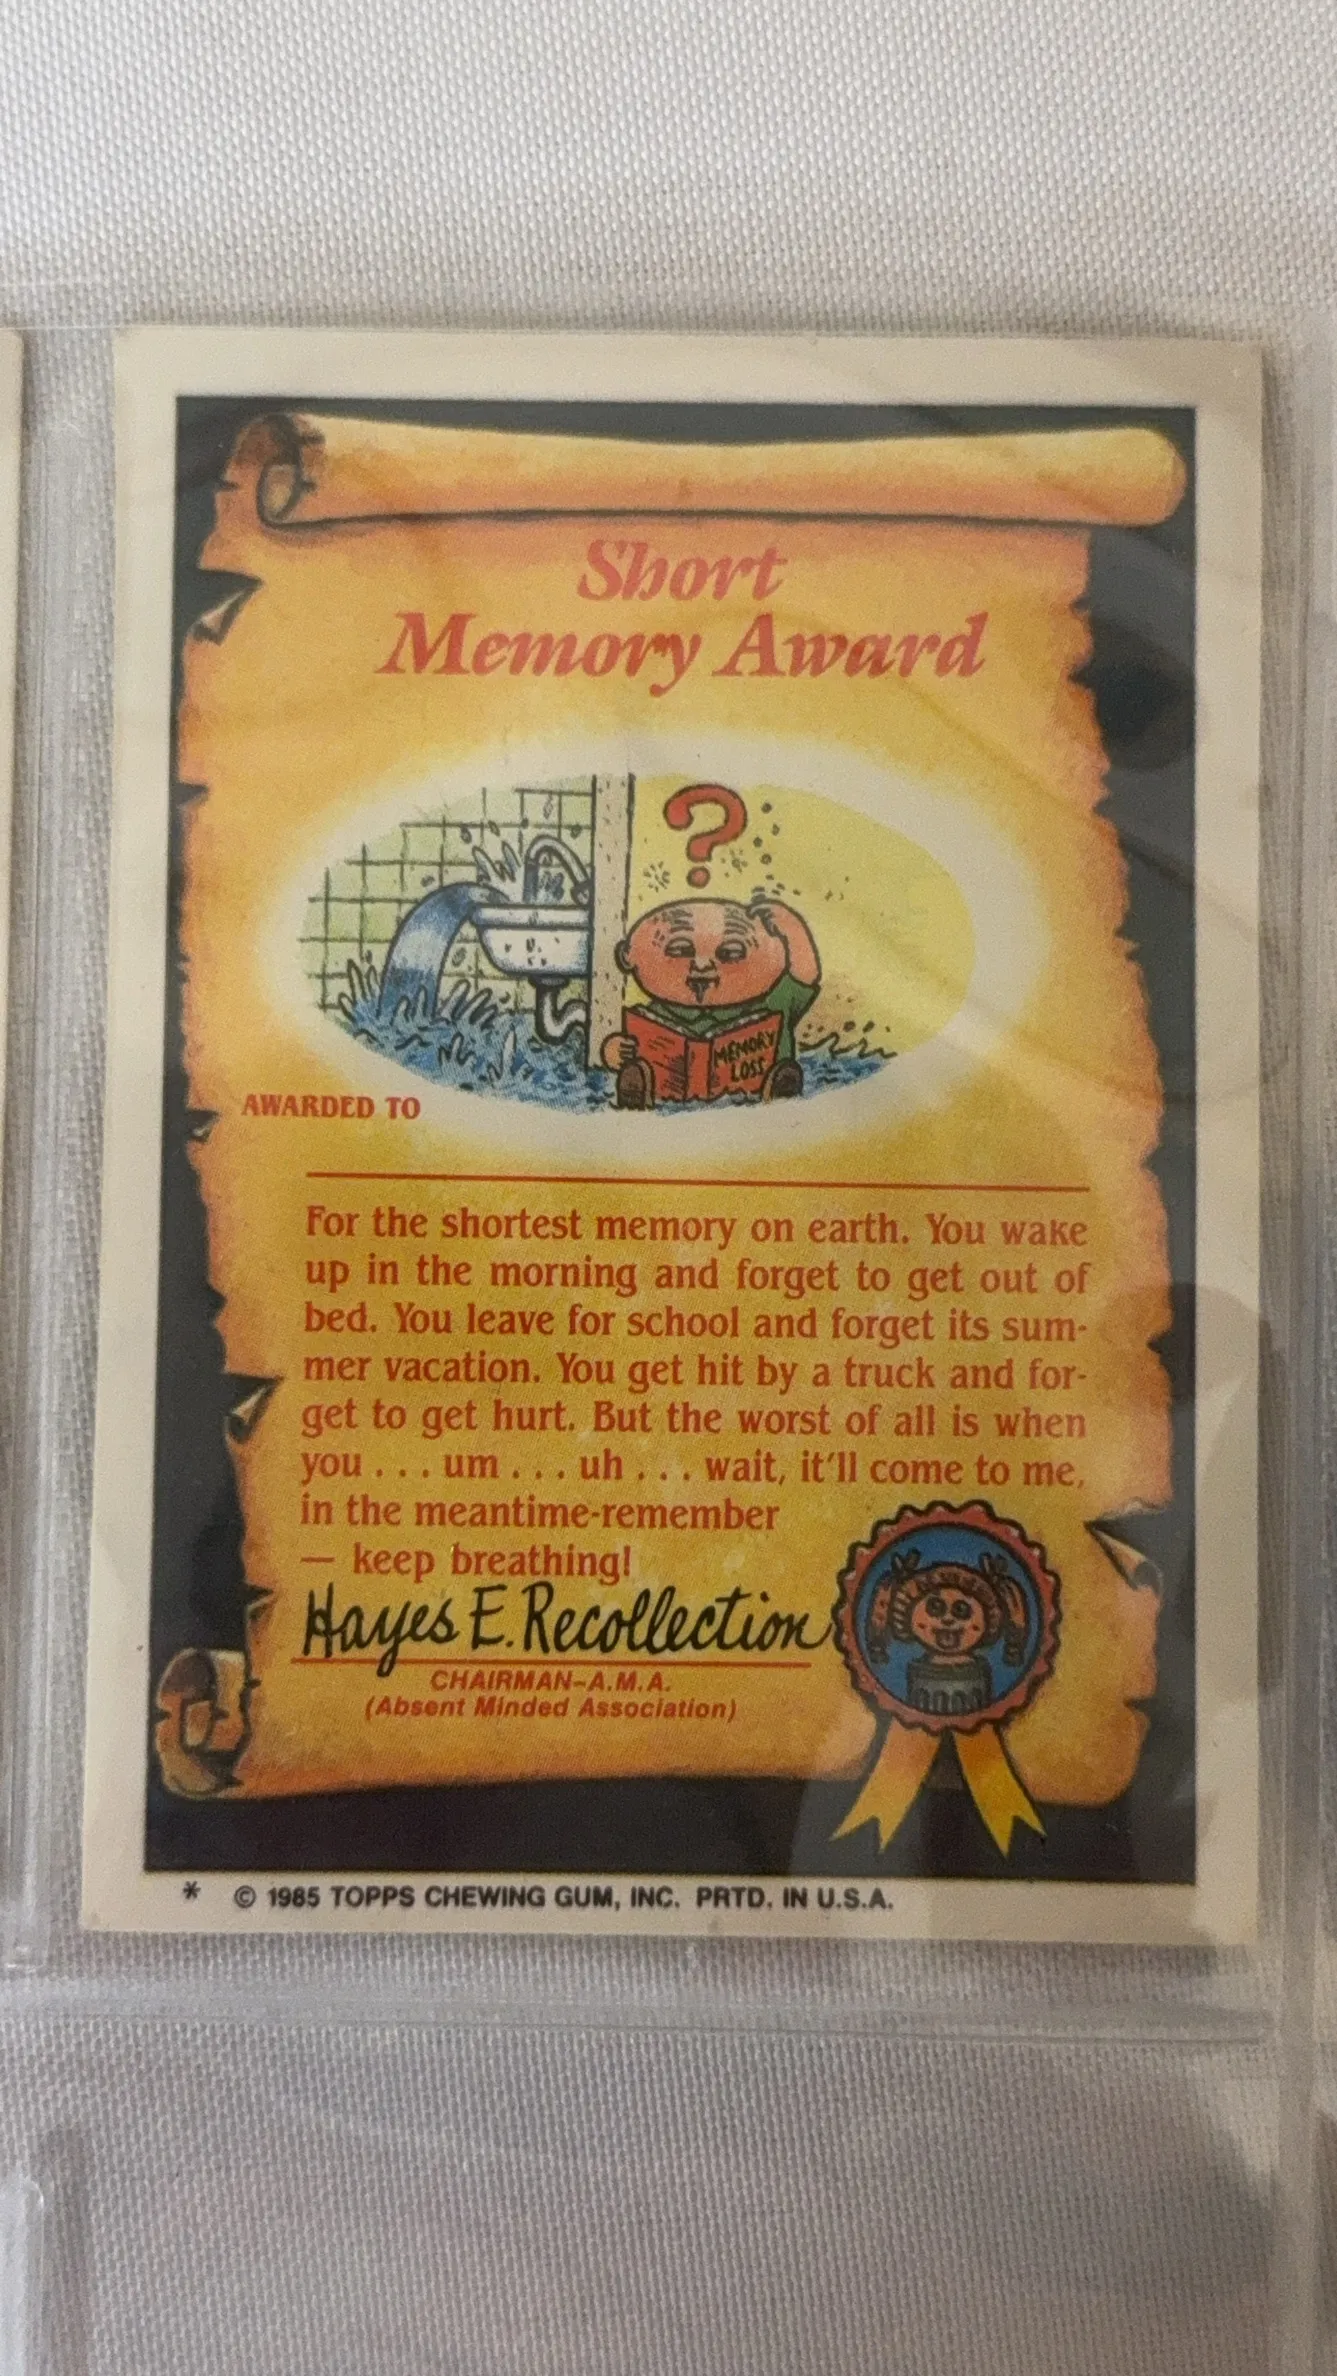 Short
Memory Award
?
MEMORY
LOSS
AWARDED TO
For the shortest memory on earth. You wake
up in the morning and forget to get out of
bed. You leave for school and forget its sum-
mer vacation. You get hit by a truck and for-
get to get hurt. But the worst of all is when
you . . . um . . . uh . . . wait, it'll come to me,
in the meantime-remember
— keep breathing!
Hayes E. Recollection
CHAIRMAN-A.M.A.
(Absent Minded Association)
* © 1985 TOPPS CHEWING GUM, INC. PRTD. IN U.S.A.